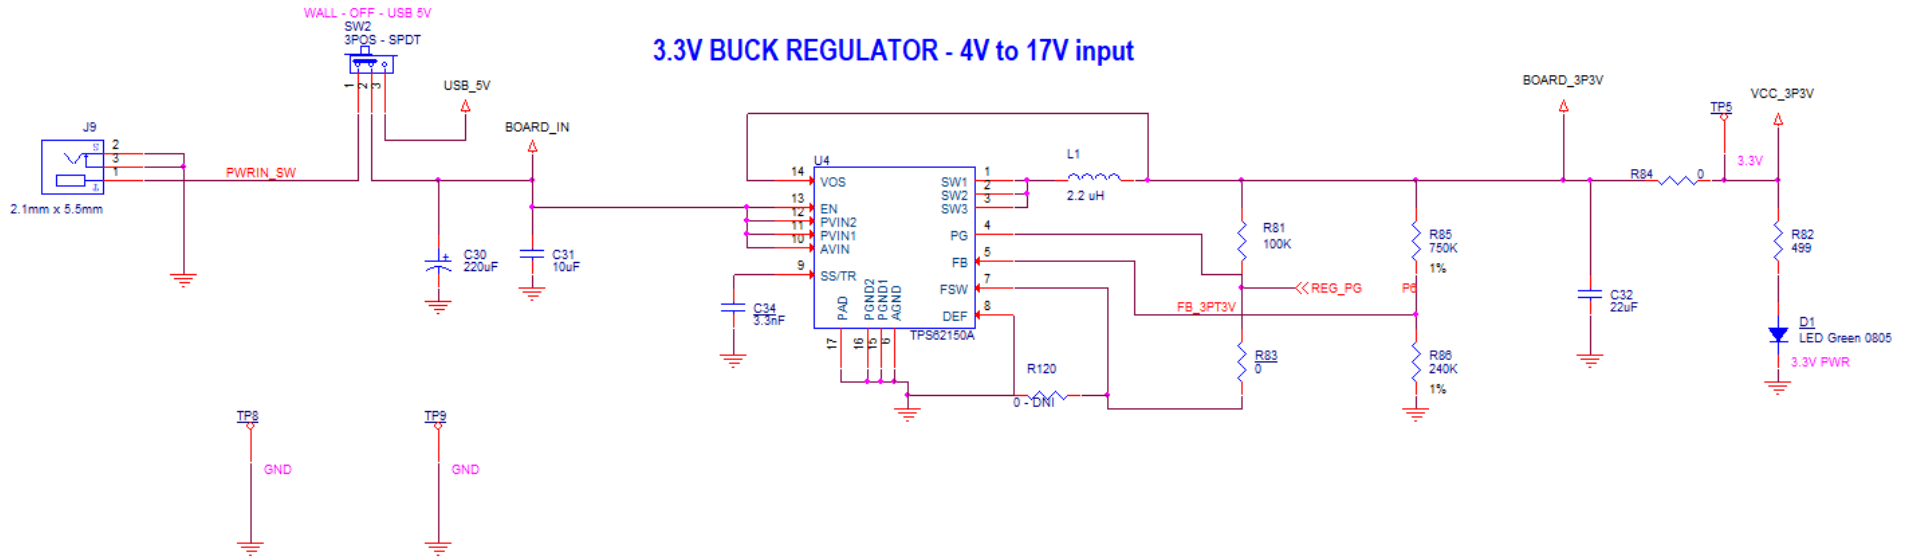 WALL - OFF - USB 5V
SW2
3POS - SPDT
3.3V BUCK REGULATOR - 4V to 17V input
1
2
3
USB_5V
BOARD_IN
BOARD_3P3V
VCC_3P3V
TP5
3.3V
J9
2
3
1
S
T
2.1mm x 5.5mm
PWRIN_SW
U4
14
VOS
13
EN
12
PVIN2
11
PVIN1
10
AVIN
9
SS/TR
SW1
1
SW2
2
SW3
3
PG
4
FB
5
FSW
7
DEF
8
PAD
PGND2
PGND1
AGND
17
16
15
6
TPS62150A
L1
2.2 uH
R84
0
R81
100K
R85
750K
1%
R82
499
C30
220uF
C31
10uF
C34
3.3nF
REG_PG
FB_3PT3V
C32
22uF
R83
0
R86
240K
1%
R120
0 - DNI
D1
LED Green 0805
3.3V PWR
TP8
GND
TP9
GND